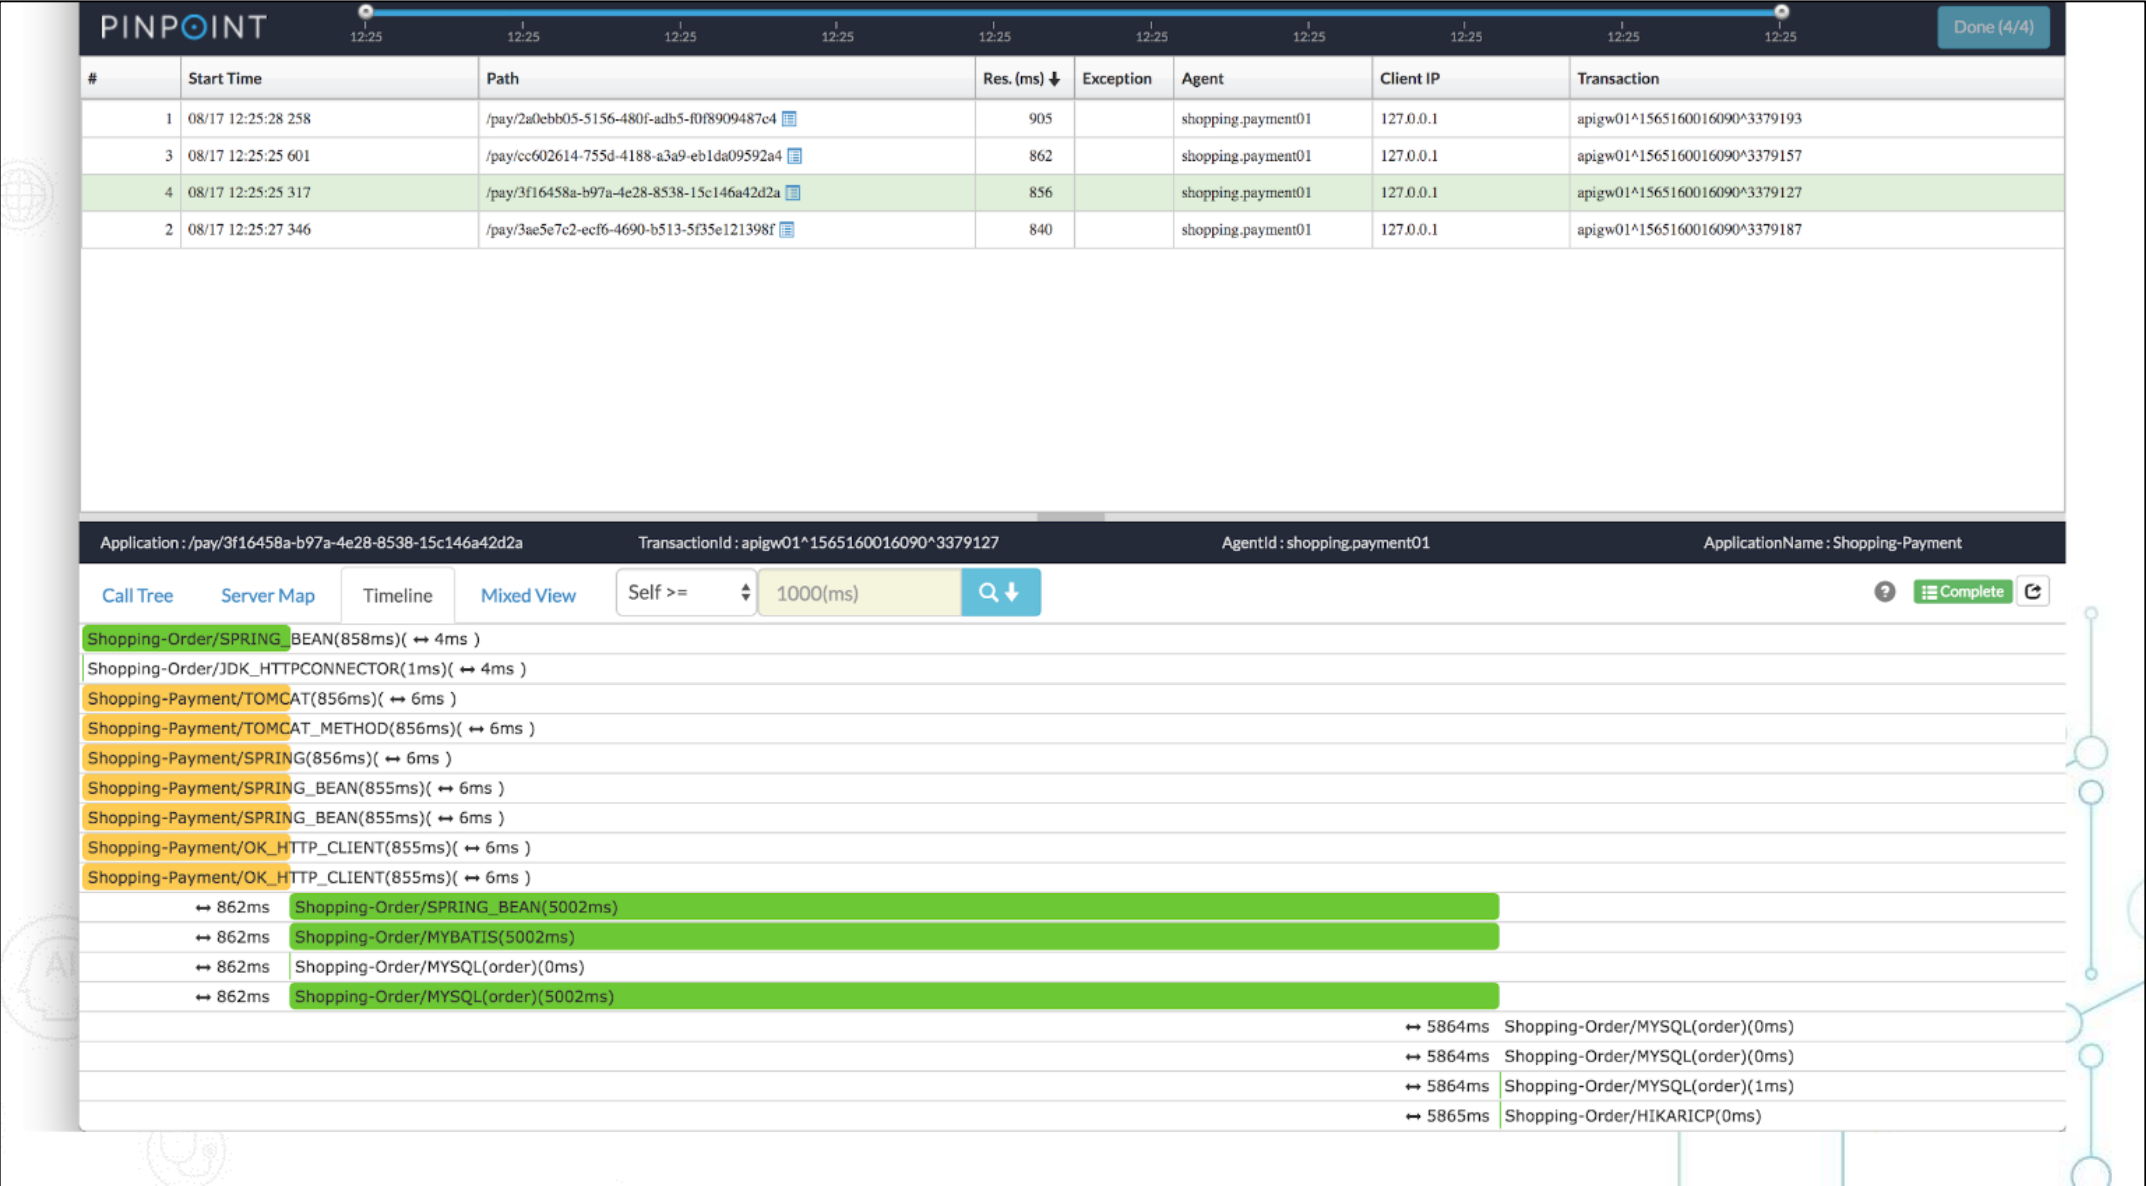 PINPOINT
12:25 12:25 12:25 12:25 12:25 12:25 12:25 12:25 12:25 12:25
Done (4/4)
# Start Time Path Res. (ms) Exception Agent Client IP Transaction
1 08/17 12:25:28 258 /pay/2a0ebb05-5156-480f-adb5-f0f8909487c4 905 shopping.payment01 127.0.0.1 apigw01^1565160016090^3379193
3 08/17 12:25:25 601 /pay/cc602614-755d-4188-a3a9-eb1da09592a4 862 shopping.payment01 127.0.0.1 apigw01^1565160016090^3379157
4 08/17 12:25:25 317 /pay/3f16458a-b97a-4e28-8538-15c146a42d2a 856 shopping.payment01 127.0.0.1 apigw01^1565160016090^3379127
2 08/17 12:25:27 346 /pay/3ae5e7c2-ecf6-4690-b513-5f35e121398f 840 shopping.payment01 127.0.0.1 apigw01^1565160016090^3379187
Application : /pay/3f16458a-b97a-4e28-8538-15c146a42d2a TransactionId : apigw01^1565160016090^3379127 AgentId : shopping.payment01 ApplicationName : Shopping-Payment
Call Tree Server Map Timeline Mixed View Self >= 1000(ms) ? Complete
Shopping-Order/SPRING_BEAN(858ms)( ↔ 4ms )
Shopping-Order/JDK_HTTPCONNECTOR(1ms)( ↔ 4ms )
Shopping-Payment/TOMCAT(856ms)( ↔ 6ms )
Shopping-Payment/TOMCAT_METHOD(856ms)( ↔ 6ms )
Shopping-Payment/SPRING(856ms)( ↔ 6ms )
Shopping-Payment/SPRING_BEAN(855ms)( ↔ 6ms )
Shopping-Payment/SPRING_BEAN(855ms)( ↔ 6ms )
Shopping-Payment/OK_HTTP_CLIENT(855ms)( ↔ 6ms )
Shopping-Payment/OK_HTTP_CLIENT(855ms)( ↔ 6ms )
↔ 862ms Shopping-Order/SPRING_BEAN(5002ms)
↔ 862ms Shopping-Order/MYBATIS(5002ms)
↔ 862ms Shopping-Order/MYSQL(order)(0ms)
↔ 862ms Shopping-Order/MYSQL(order)(5002ms)
↔ 5864ms Shopping-Order/MYSQL(order)(0ms)
↔ 5864ms Shopping-Order/MYSQL(order)(0ms)
↔ 5864ms Shopping-Order/MYSQL(order)(1ms)
↔ 5865ms Shopping-Order/HIKARICP(0ms)
AI